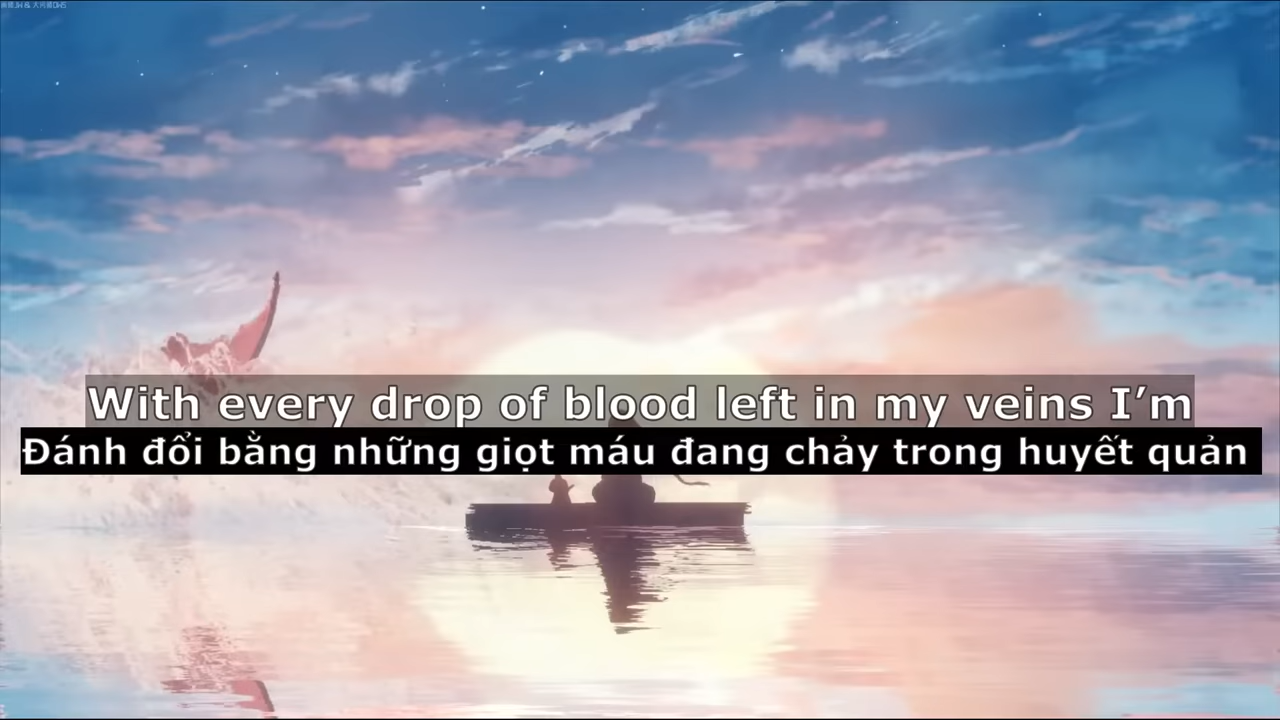 With every drop of blood left in my veins I’m
Đánh đổi bằng những giọt máu đang chảy trong huyết quản